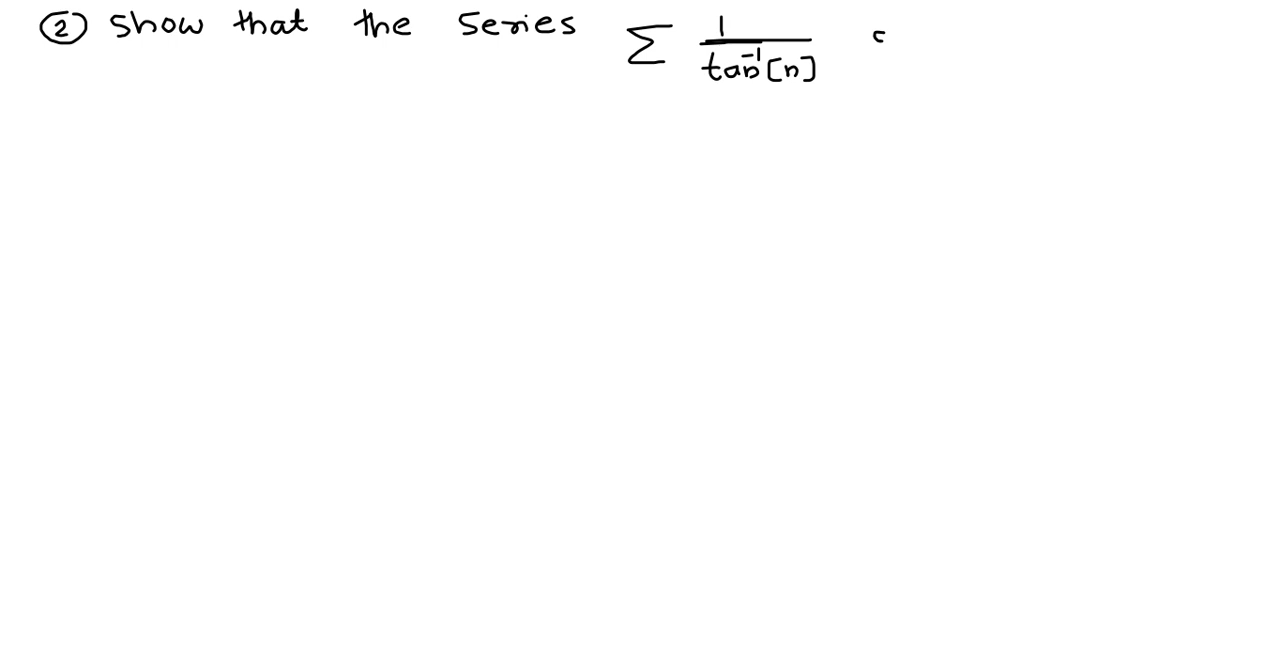 ② Show that the Series ∑ 1/tan⁻¹[n] c